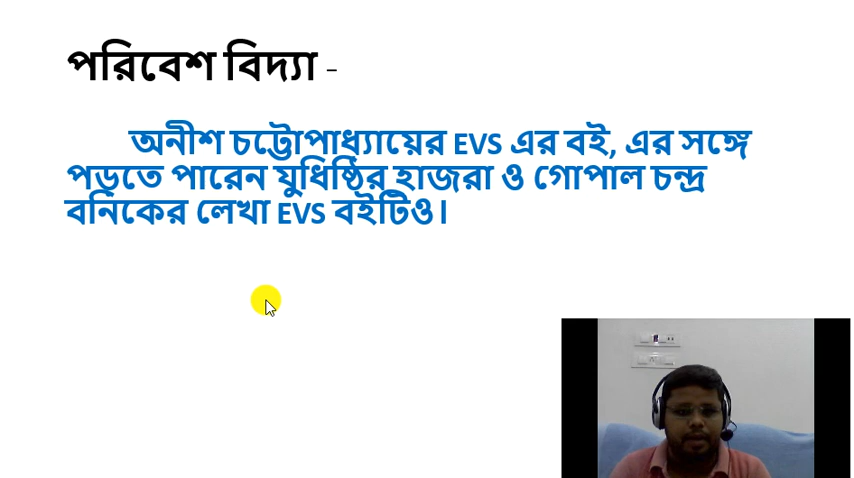 পরিবেশ বিদ্যা -
অনীশ চট্টোপাধ্যায়ের EVS এর বই, এর সঙ্গে
পড়তে পারেন যুধিষ্ঠির হাজরা ও গোপাল চন্দ্র
বনিকের লেখা EVS বইটিও।